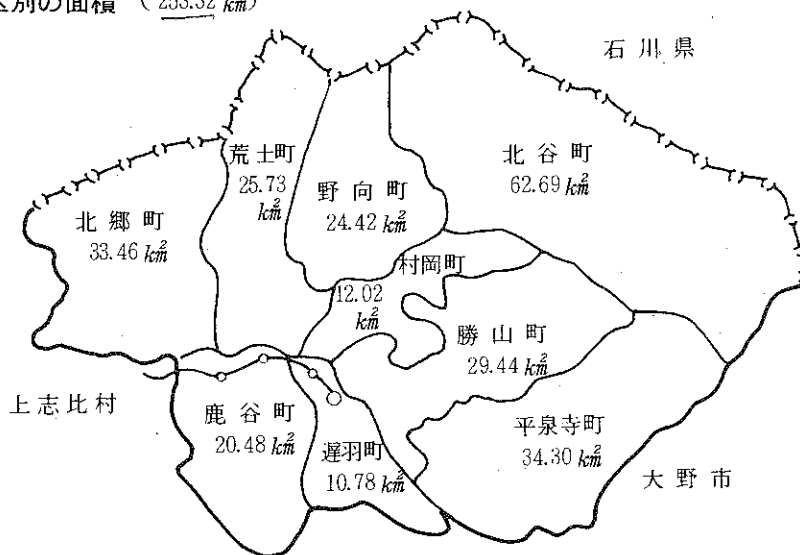 別の面積 (253.32 km²)
石川県
荒土町
25.73
km²
北谷町
62.69 km²
野向町
24.42 km²
北郷町
33.46 km²
村岡町
12.02
km²
勝山町
29.44 km²
上志比村
鹿谷町
20.48 km²
遅羽町
10.78 km²
平泉寺町
34.30 km²
大野市